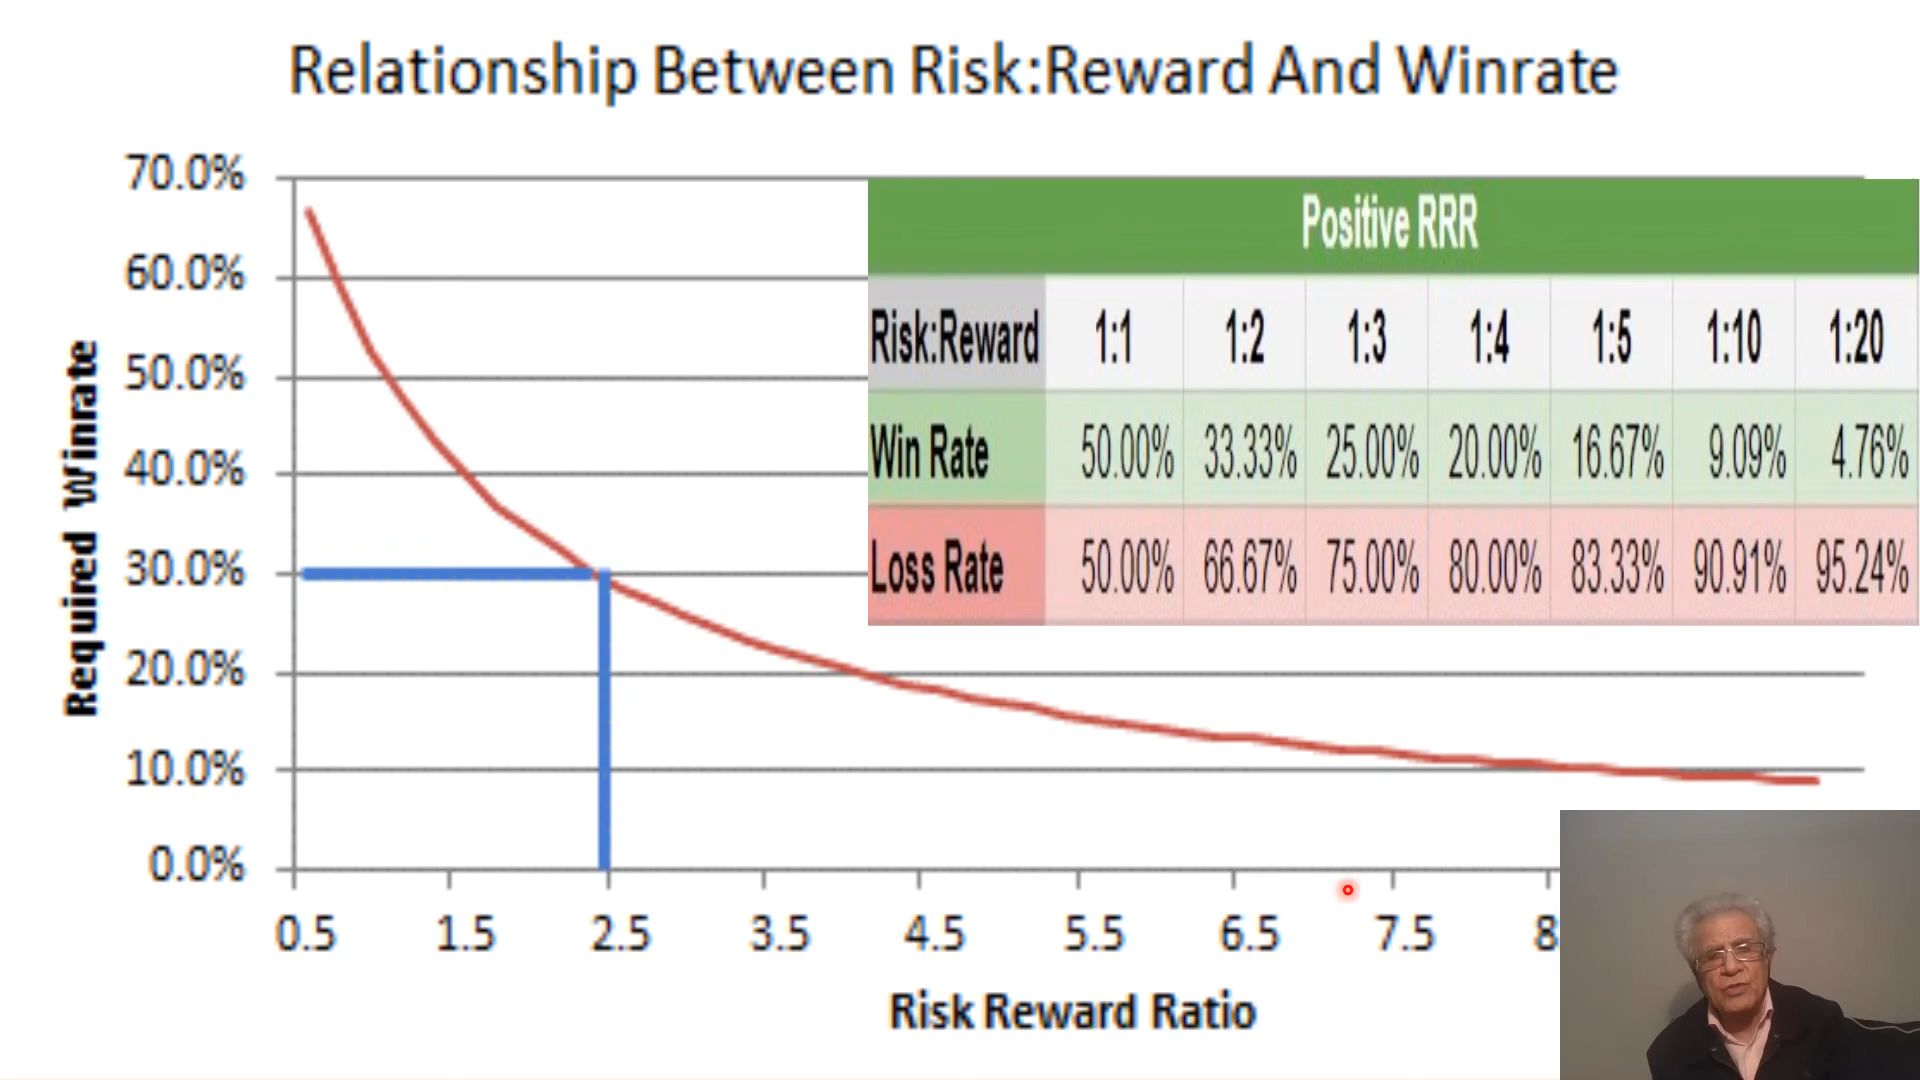 Relationship Between Risk:Reward And Winrate
70.0%
60.0%
50.0%
40.0%
30.0%
20.0%
10.0%
0.0%
Required Winrate
Positive RRR
Risk:Reward 1:1 1:2 1:3 1:4 1:5 1:10 1:20
Win Rate 50.00% 33.33% 25.00% 20.00% 16.67% 9.09% 4.76%
Loss Rate 50.00% 66.67% 75.00% 80.00% 83.33% 90.91% 95.24%
0.5 1.5 2.5 3.5 4.5 5.5 6.5 7.5 8
Risk Reward Ratio